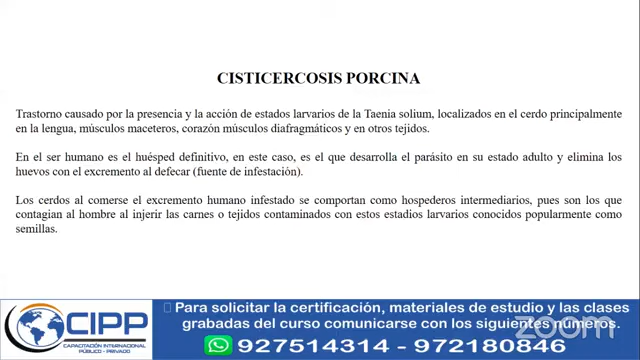 CISTICERCOSIS PORCINA
Trastorno causado por la presencia y la acción de estados larvarios de la Taenia solium, localizados en el cerdo principalmente
en la lengua, músculos maceteros, corazón músculos diafragmáticos y en otros tejidos.
En el ser humano es el huésped definitivo, en este caso, es el que desarrolla el parásito en su estado adulto y elimina los
huevos con el excremento al defecar (fuente de infestación).
Los cerdos al comerse el excremento humano infestado se comportan como hospederos intermediarios, pues son los que
contagian al hombre al injerir las carnes o tejidos contaminados con estos estadios larvarios conocidos popularmente como
semillas.
CIPP
CAPACITACIÓN INTERNACIONAL
PÚBLICO - PRIVADO
Para solicitar la certificación, materiales de estudio y las clases
grabadas del curso comunicarse con los siguientes números.
927514314 - 972180846
zoom